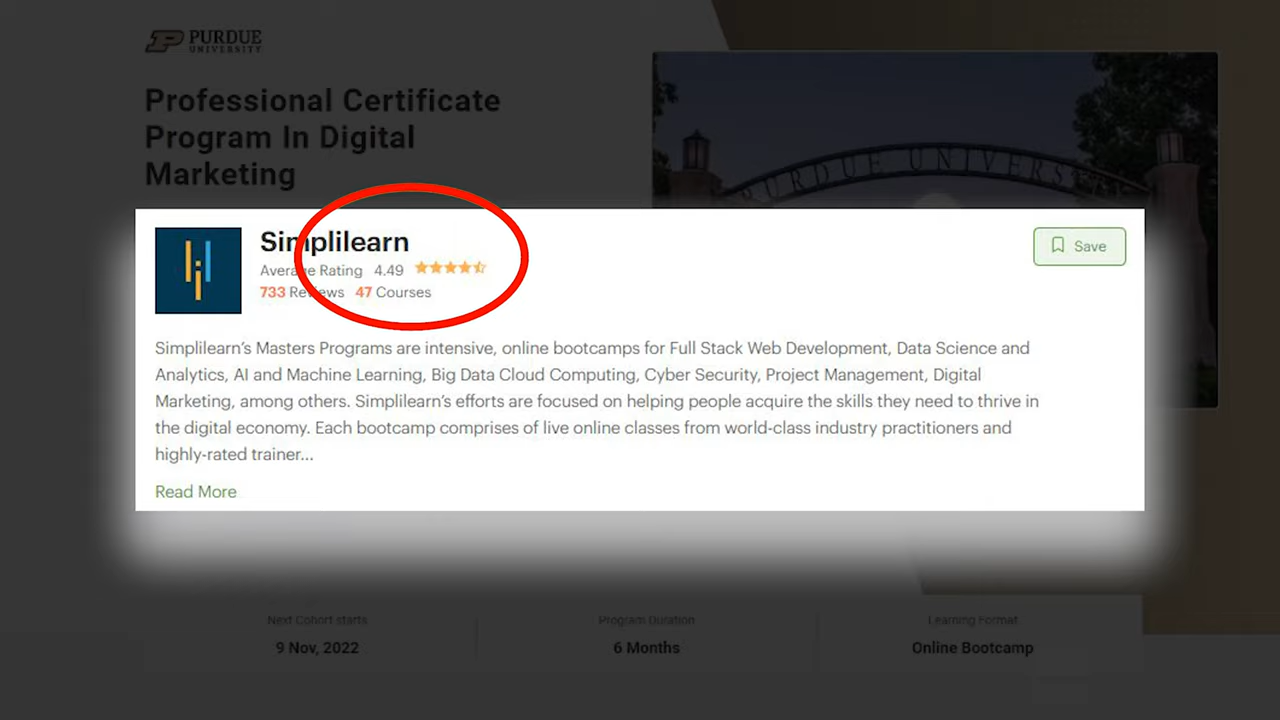 PURDUE
UNIVERSITY
Professional Certificate
Program In Digital
Marketing
PURDUE UNIVERS
Simplilearn
Average Rating 4.49
733 Reviews 47 Courses
Save
Simplilearn’s Masters Programs are intensive, online bootcamps for Full Stack Web Development, Data Science and
Analytics, AI and Machine Learning, Big Data Cloud Computing, Cyber Security, Project Management, Digital
Marketing, among others. Simplilearn’s efforts are focused on helping people acquire the skills they need to thrive in
the digital economy. Each bootcamp comprises of live online classes from world-class industry practitioners and
highly-rated trainer...
Read More
Next Cohort starts
9 Nov, 2022
Program Duration
6 Months
Learning Format
Online Bootcamp